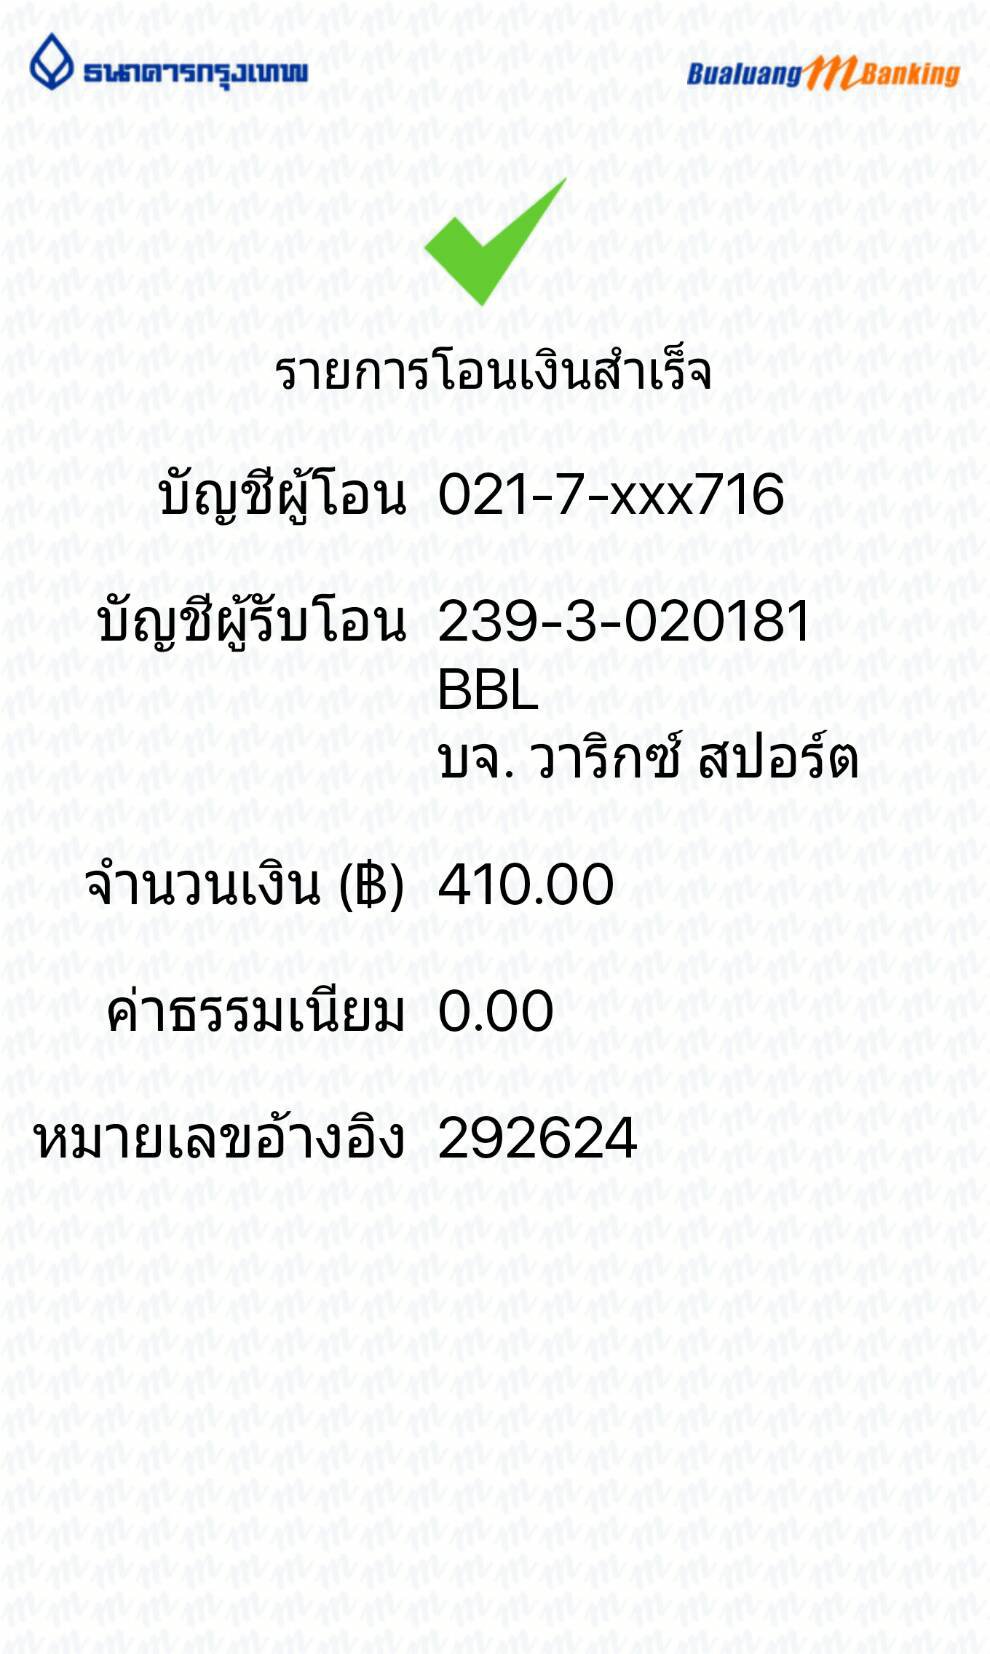 ธนาคารกรุงเทพ
Bualuang mBanking
รายการโอนเงินสำเร็จ
บัญชีผู้โอน 021-7-xxx716
บัญชีผู้รับโอน 239-3-020181
BBL
บจ. วาริกซ์ สปอร์ต
จำนวนเงิน (฿) 410.00
ค่าธรรมเนียม 0.00
หมายเลขอ้างอิง 292624